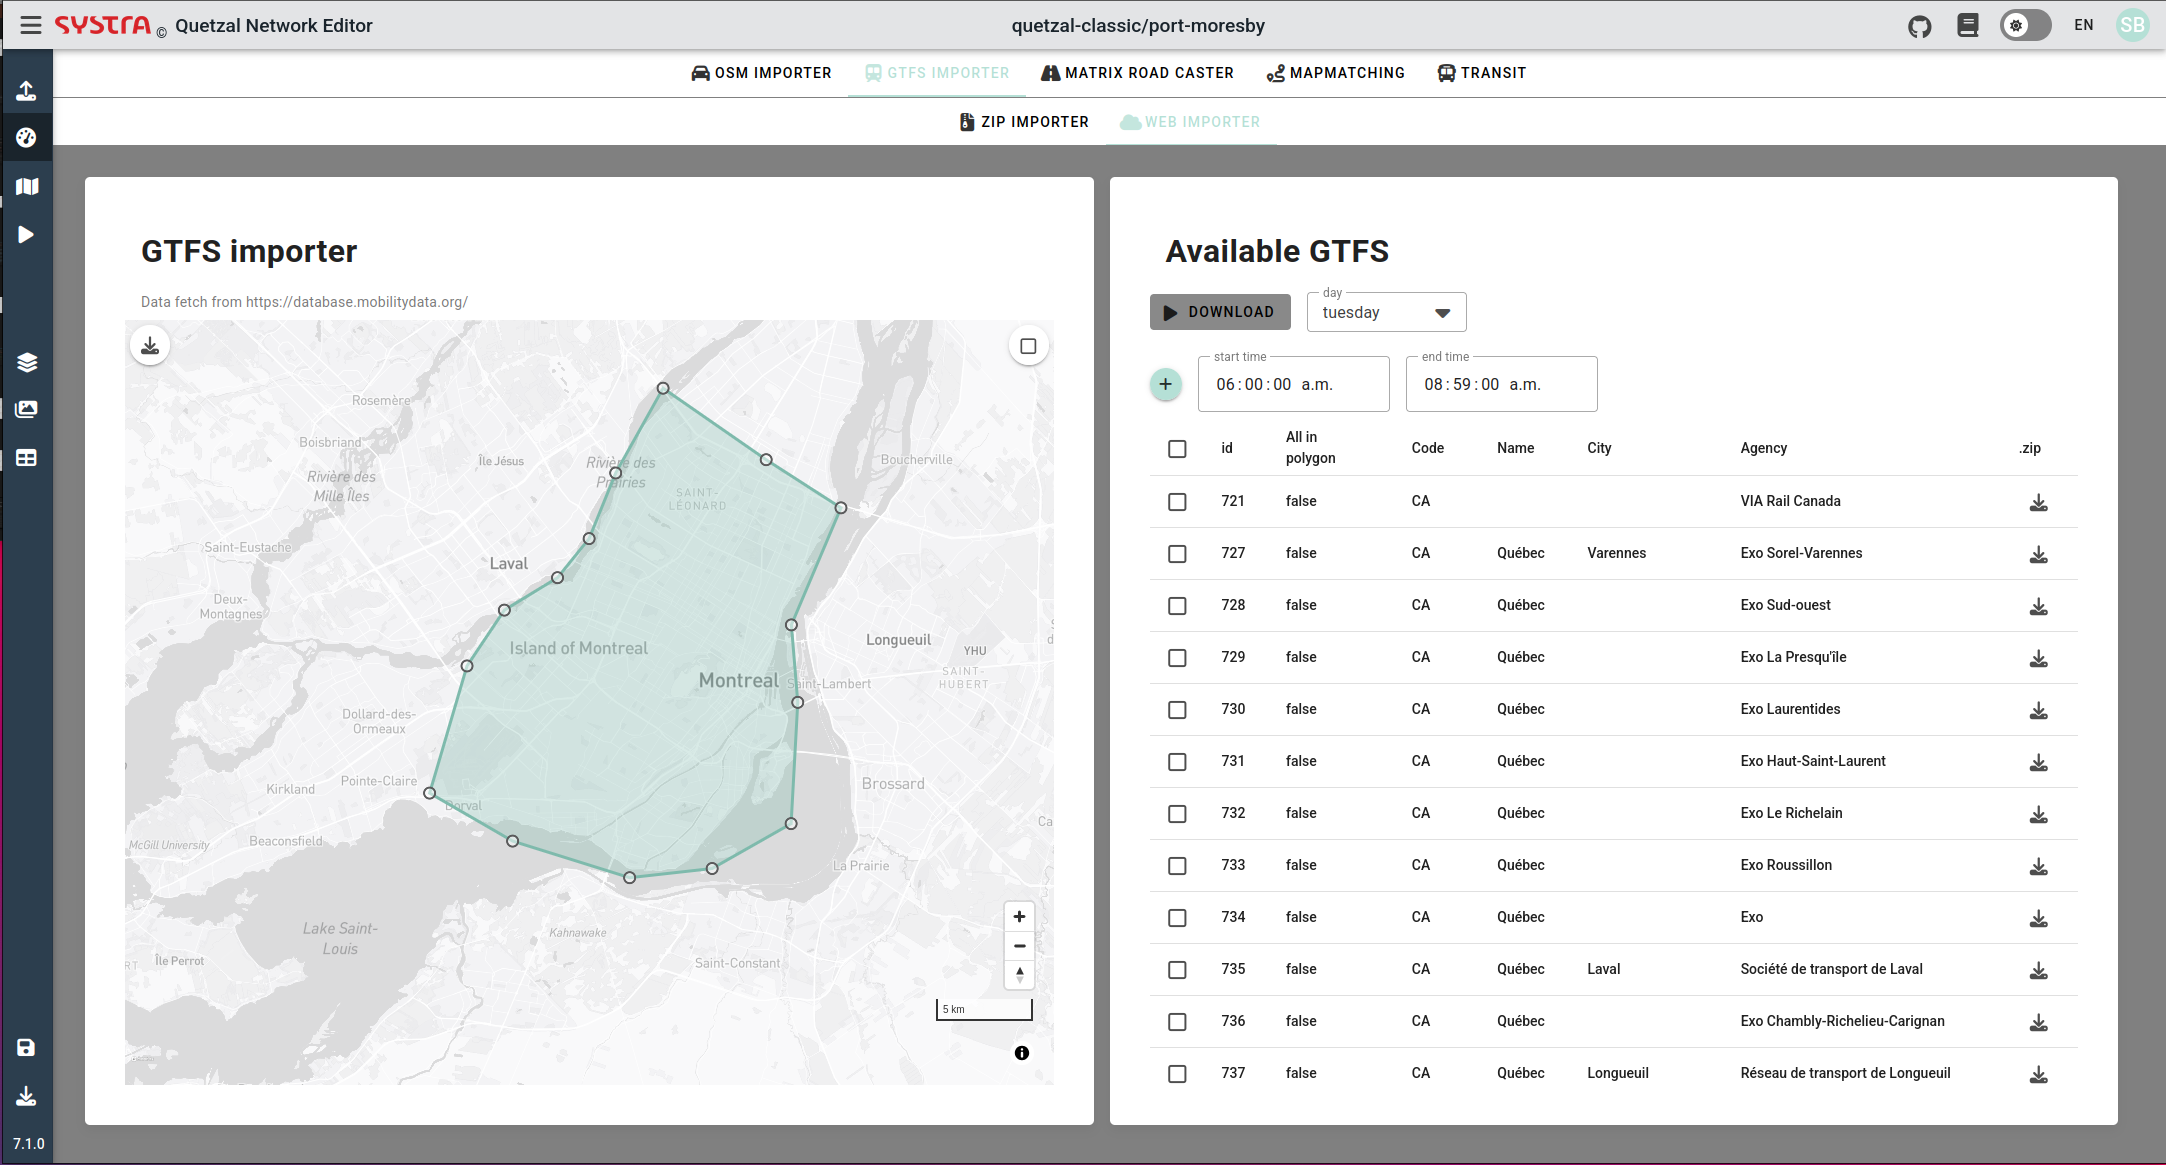 SYSTRA © Quetzal Network Editor
quetzal-classic/port-moresby
EN
SB
OSM IMPORTER
GTFS IMPORTER
MATRIX ROAD CASTER
MAPMATCHING
TRANSIT
ZIP IMPORTER
WEB IMPORTER
GTFS importer
Data fetch from https://database.mobilitydata.org/
Rosemère
Boisbriand
Île Jésus
Rivière des
Prairies
Boucherville
Rivière des
Mille Îles
SAINT-
LÉONARD
Saint-Eustache
Laval
Deux-
Montagnes
Island of Montreal
Longueuil
YHU
Montreal
Saint-Lambert
SAINT-
HUBERT
Dollard-des-
Ormeaux
Pointe-Claire
Kirkland
Dorval
Brossard
McGill University
Beaconsfield
La Prairie
Lake Saint-
Louis
Kahnawake
Île Perrot
Saint-Constant
5 km
Available GTFS
DOWNLOAD
day
tuesday
start time
06:00:00 a.m.
end time
08:59:00 a.m.
id All in polygon Code Name City Agency .zip
721 false CA VIA Rail Canada
727 false CA Québec Varennes Exo Sorel-Varennes
728 false CA Québec Exo Sud-ouest
729 false CA Québec Exo La Presqu'île
730 false CA Québec Exo Laurentides
731 false CA Québec Exo Haut-Saint-Laurent
732 false CA Québec Exo Le Richelain
733 false CA Québec Exo Roussillon
734 false CA Québec Exo
735 false CA Québec Laval Société de transport de Laval
736 false CA Québec Exo Chambly-Richelieu-Carignan
737 false CA Québec Longueuil Réseau de transport de Longueuil
7.1.0